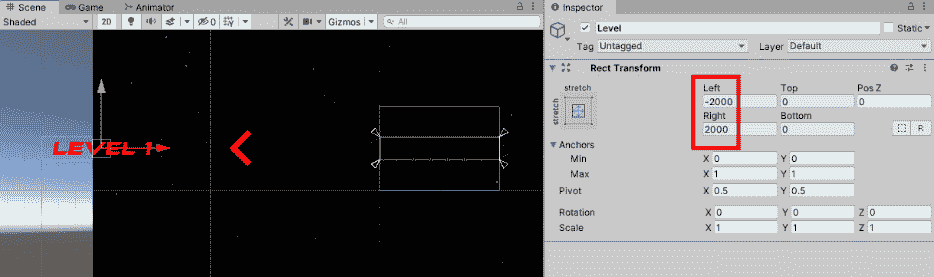 Scene Game Animator
Shaded 2D 0 Gizmos All
LEVEL 1
Inspector
Level Static
Tag Untagged Layer Default
Rect Transform
stretch
stretch
Left Top Pos Z
-2000 0 0
Right Bottom
2000 0 R
Anchors
Min X 0 Y 0
Max X 1 Y 1
Pivot X 0.5 Y 0.5
Rotation X 0 Y 0 Z 0
Scale X 1 Y 1 Z 1